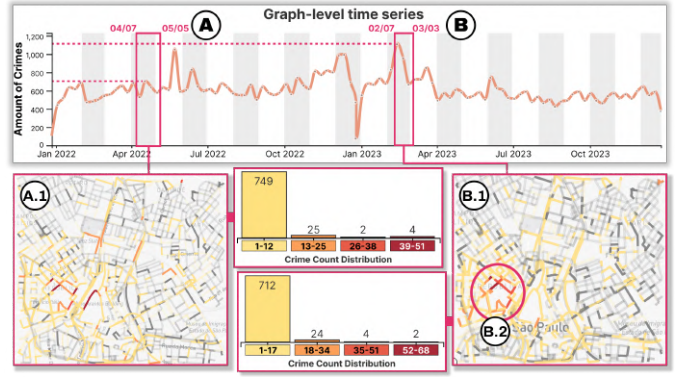 Graph-level time series
04/07
A
05/05
02/07
B
03/03
Amount of Crimes
1,200
1,000
800
600
400
200
0
Jan 2022
Apr 2022
Jul 2022
Oct 2022
Jan 2023
Apr 2023
Jul 2023
Oct 2023
A.1
749
25
2
4
1-12
13-25
26-38
39-51
Crime Count Distribution
712
24
4
2
1-17
18-34
35-51
52-68
Crime Count Distribution
B.1
B.2
São Paulo